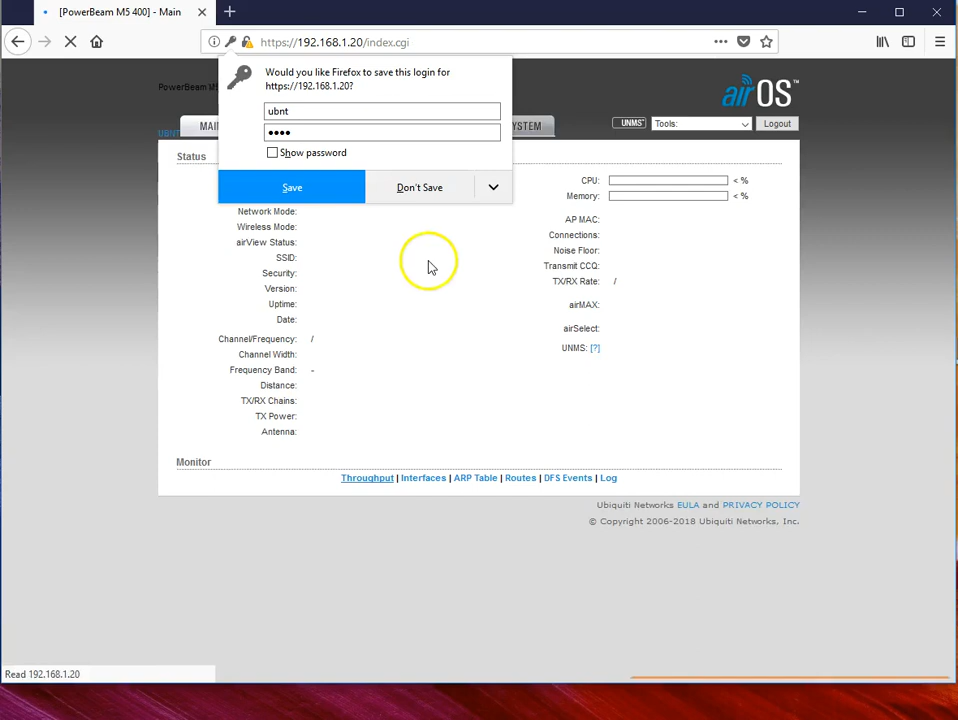 [PowerBeam M5 400] - Main
https://192.168.1.20/index.cgi
Would you like Firefox to save this login for
https://192.168.1.20?
ubnt
••••
Show password
Save
Don't Save
PowerBeam M5
airOS™
UBNT
MAI
YSTEM
UNMS™
Tools:
Logout
Status
CPU: < %
Memory: < %
Network Mode:
Wireless Mode:
airView Status:
SSID:
Security:
Version:
Uptime:
Date:
Channel/Frequency: /
Channel Width:
Frequency Band: -
Distance:
TX/RX Chains:
TX Power:
Antenna:
AP MAC:
Connections:
Noise Floor:
Transmit CCQ:
TX/RX Rate: /
airMAX:
airSelect:
UNMS: [?]
Monitor
Throughput | Interfaces | ARP Table | Routes | DFS Events | Log
Ubiquiti Networks EULA and PRIVACY POLICY
© Copyright 2006-2018 Ubiquiti Networks, Inc.
Read 192.168.1.20